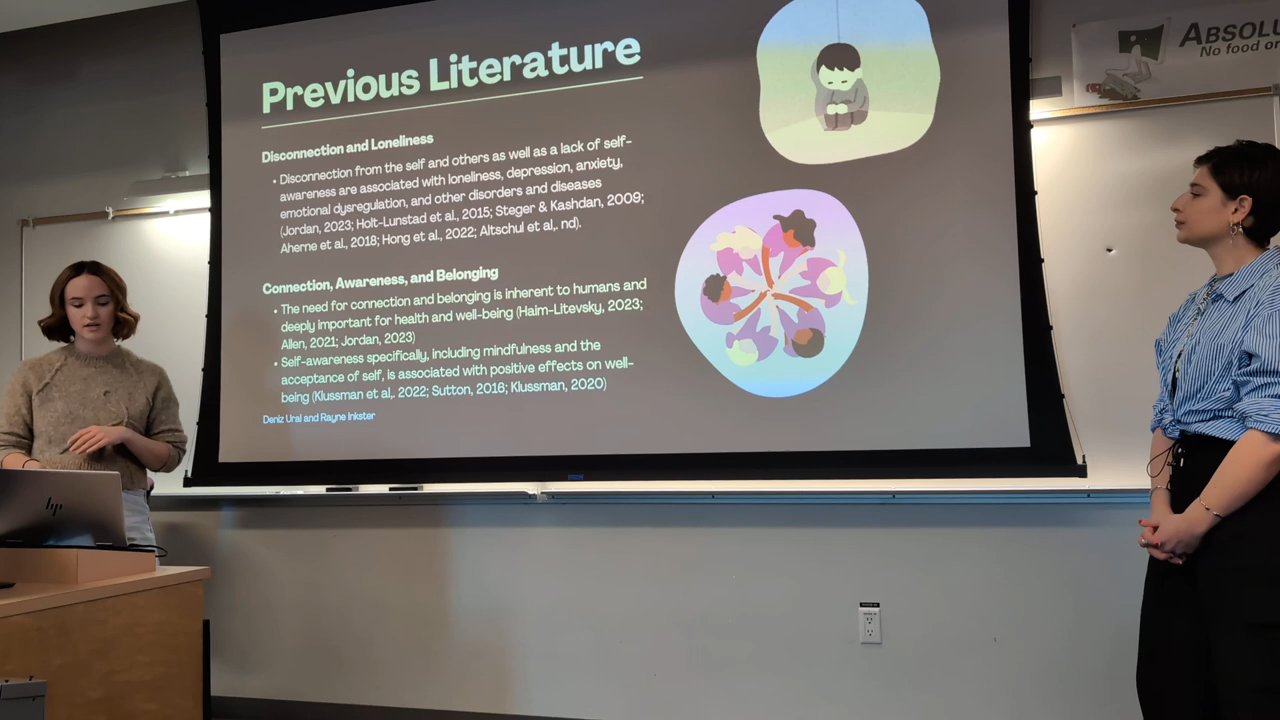 Previous Literature
Disconnection and Loneliness
• Disconnection from the self and others as well as a lack of self-
awareness are associated with loneliness, depression, anxiety,
emotional dysregulation, and other disorders and diseases
(Jordan, 2023; Holt-Lunstad et al., 2015; Steger & Kashdan, 2009;
Aherne et al., 2018; Hong et al., 2022; Altschul et al,. nd).
Connection, Awareness, and Belonging
• The need for connection and belonging is inherent to humans and
deeply important for health and well-being (Haim-Litevsky, 2023;
Allen, 2021; Jordan, 2023)
• Self-awareness specifically, including mindfulness and the
acceptance of self, is associated with positive effects on well-
being (Klussman et al,. 2022; Sutton, 2016; Klussman, 2020)
Deniz Ural and Rayne Inkster
ABSOLU
No food or
hp